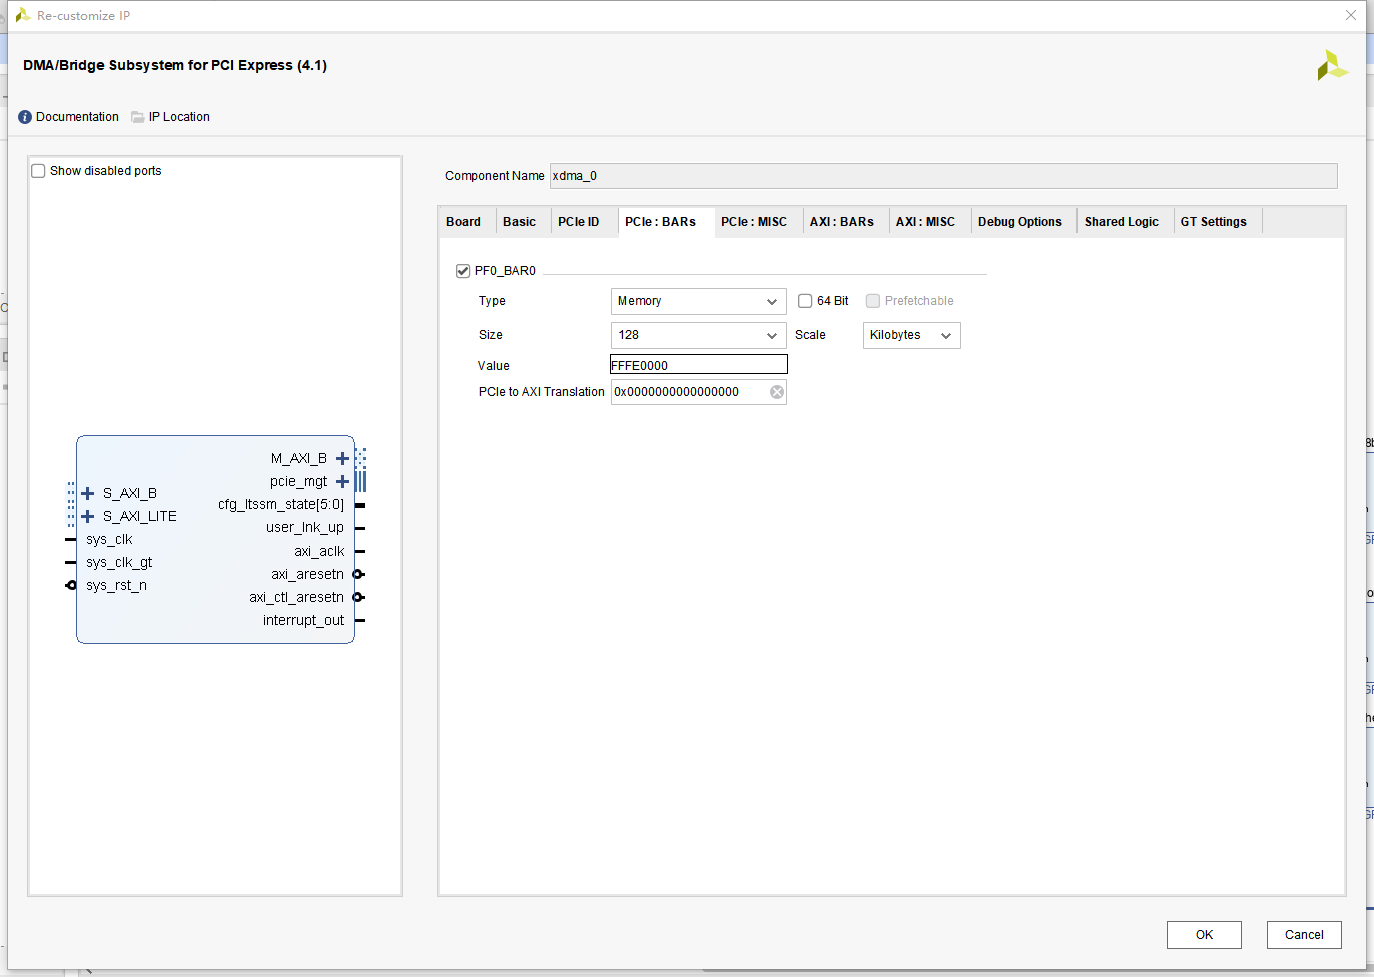 Re-customize IP
DMA/Bridge Subsystem for PCI Express (4.1)
Documentation IP Location
Show disabled ports
Component Name xdma_0
Board Basic PCIe ID PCIe : BARs PCIe : MISC AXI : BARs AXI : MISC Debug Options Shared Logic GT Settings
PF0_BAR0
Type Memory 64 Bit Prefetchable
Size 128 Scale Kilobytes
Value FFFE0000
PCIe to AXI Translation 0x0000000000000000
M_AXI_B
pcie_mgt
S_AXI_B
cfg_ltssm_state[5:0]
S_AXI_LITE
user_lnk_up
sys_clk
axi_aclk
sys_clk_gt
axi_aresetn
sys_rst_n
axi_ctl_aresetn
interrupt_out
OK Cancel